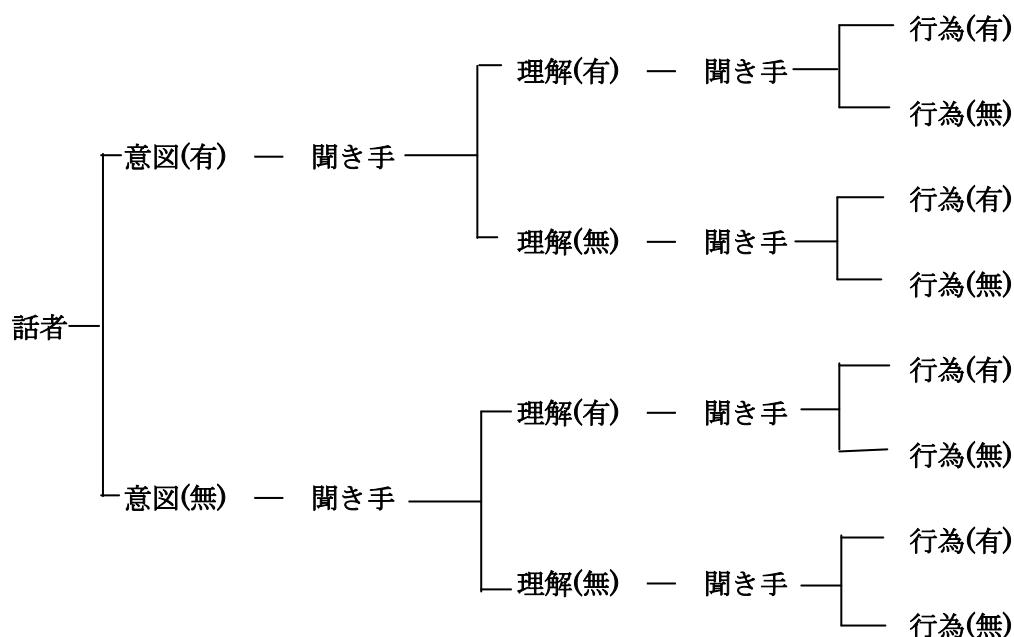 行為(有)
理解(有) ― 聞き手
行為(無)
意図(有) ― 聞き手
行為(有)
理解(無) ― 聞き手
行為(無)
話者
行為(有)
理解(有) ― 聞き手
行為(無)
意図(無) ― 聞き手
行為(有)
理解(無) ― 聞き手
行為(無)